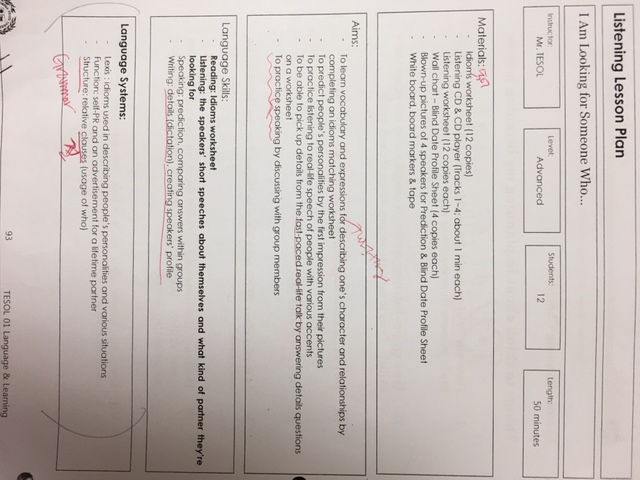 Listening Lesson Plan
I Am Looking for Someone Who...
Instructor:
Mr. TESOL
Level:
Advanced
Students:
12
Length:
50 minutes
Materials:
- Idioms worksheet (12 copies)
- Listening CD & CD player (Tracks 1~4; about 1 min each)
- Listening worksheet (12 copies each)
- Wall chart – Blind Date Profile Sheet (4 copies each)
- Blown-up pictures of 4 speakers for Prediction & Blind Date Profile Sheet
- White board, board markers & tape
Aims:
- To learn vocabulary and expressions for describing one's character and relationships by
completing an idioms matching worksheet
- To predict people's personalities by the first impression from their pictures
- To practice listening to real-life speech of people with various accents
- To be able to pick up details from the fast-paced real-life talk by answering details questions
on a worksheet
- To practice speaking by discussing with group members
Language Skills:
- Reading: Idioms worksheet
- Listening: the speakers' short speeches about themselves and what kind of partner they're
looking for
- Speaking: prediction, comparing answers within groups
- Writing: details (dictation), creating speakers' profile
Language Systems:
- Lexis: idioms used in describing people's personalities and various situations
- Function: self-PR and an advertisement for a lifetime partner
- Structure: relative clauses (usage of who)
Grammar
93
TESOL 01 Language & Learning